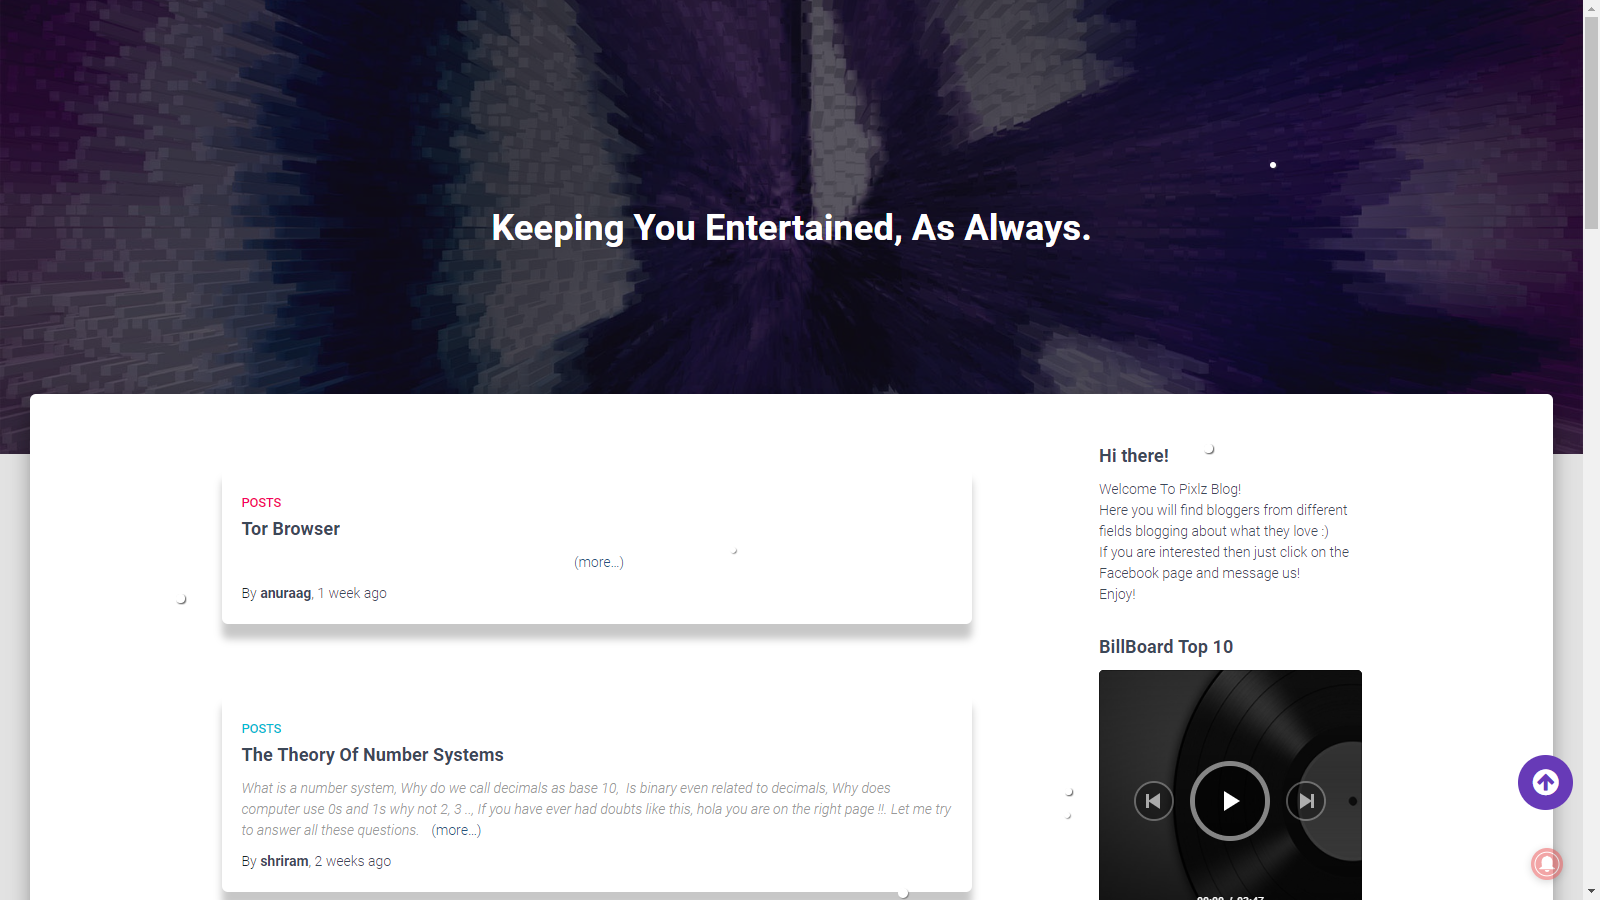 Keeping You Entertained, As Always.
POSTS
Tor Browser
(more…)
By anuraag, 1 week ago
POSTS
The Theory Of Number Systems
What is a number system, Why do we call decimals as base 10,  Is binary even related to decimals, Why does
computer use 0s and 1s why not 2, 3 .., If you have ever had doubts like this, hola you are on the right page !!. Let me try
to answer all these questions. (more…)
By shriram, 2 weeks ago
Hi there!
Welcome To Pixlz Blog!
Here you will find bloggers from different
fields blogging about what they love :)
If you are interested then just click on the
Facebook page and message us!
Enjoy!
BillBoard Top 10